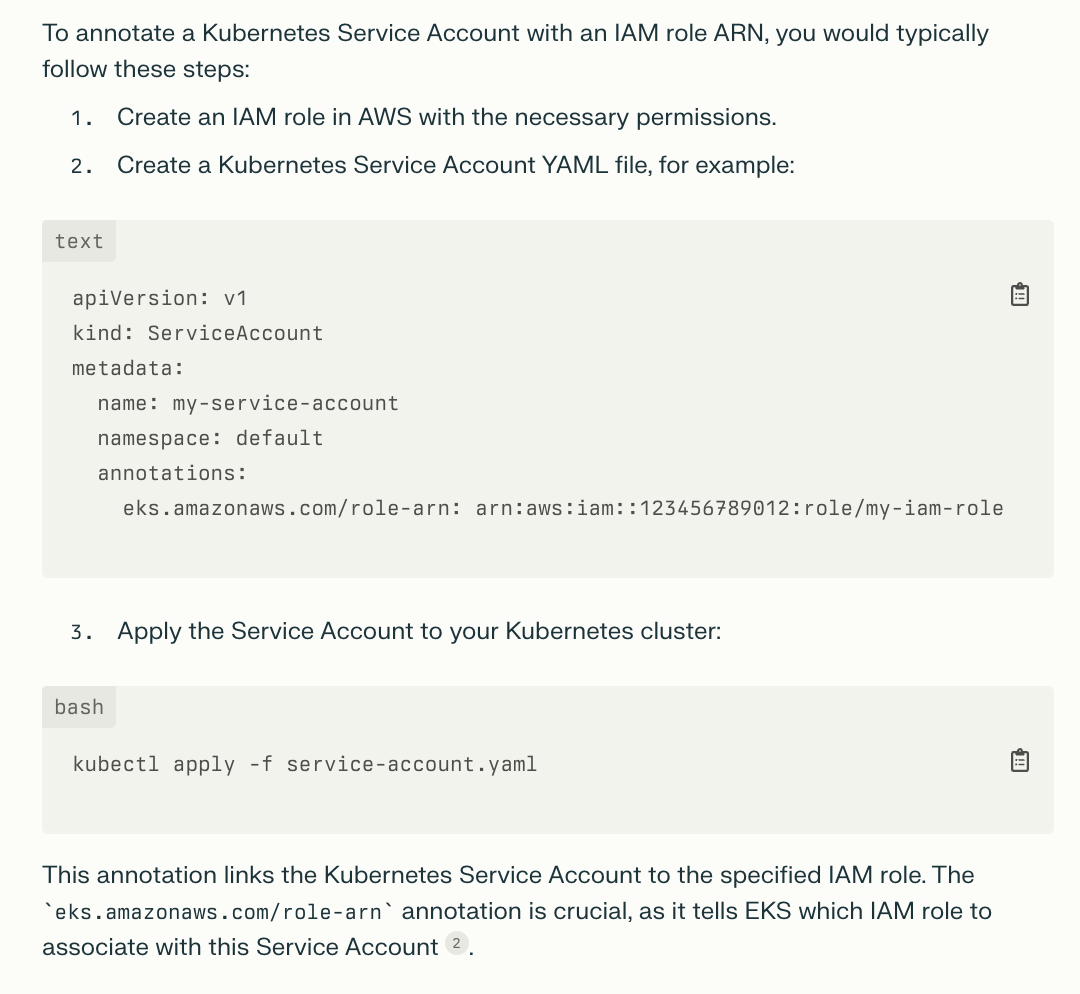 To annotate a Kubernetes Service Account with an IAM role ARN, you would typically
follow these steps:
1. Create an IAM role in AWS with the necessary permissions.
2. Create a Kubernetes Service Account YAML file, for example:
text
apiVersion: v1
kind: ServiceAccount
metadata:
  name: my-service-account
  namespace: default
  annotations:
    eks.amazonaws.com/role-arn: arn:aws:iam::123456789012:role/my-iam-role
3. Apply the Service Account to your Kubernetes cluster:
bash
kubectl apply -f service-account.yaml
This annotation links the Kubernetes Service Account to the specified IAM role. The
`eks.amazonaws.com/role-arn` annotation is crucial, as it tells EKS which IAM role to
associate with this Service Account 2.